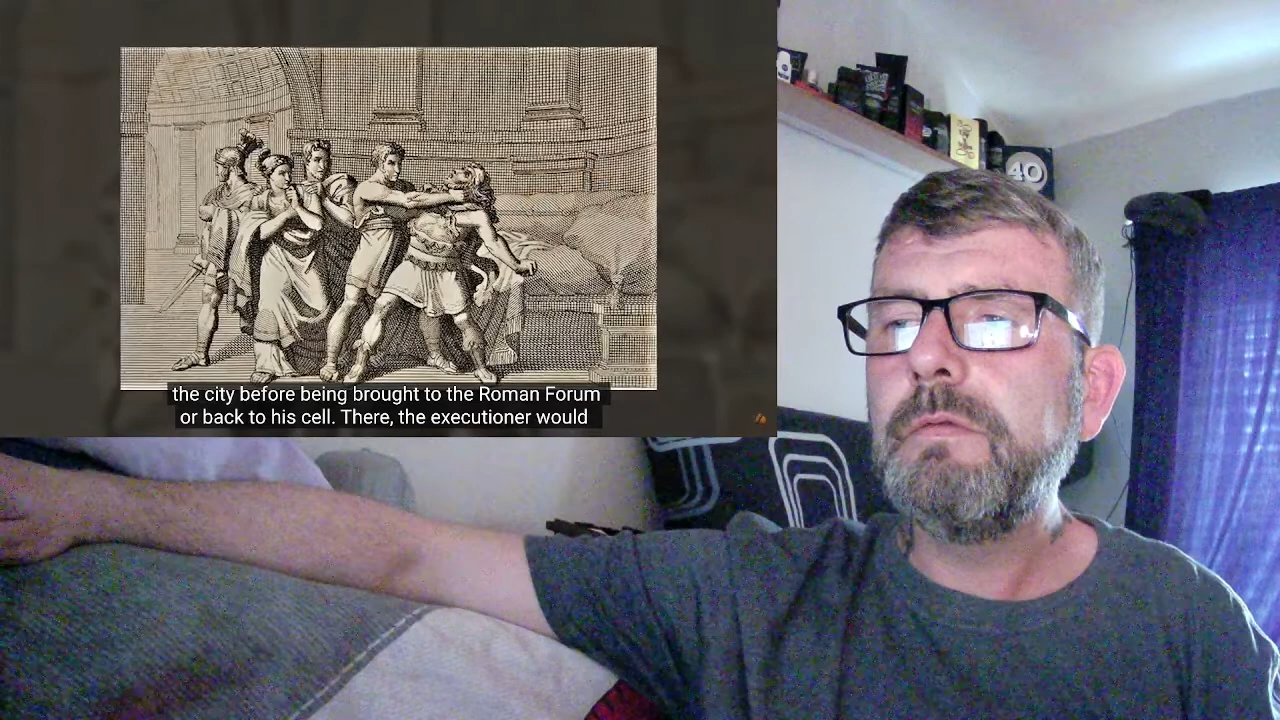 the city before being brought to the Roman Forum
or back to his cell. There, the executioner would
40